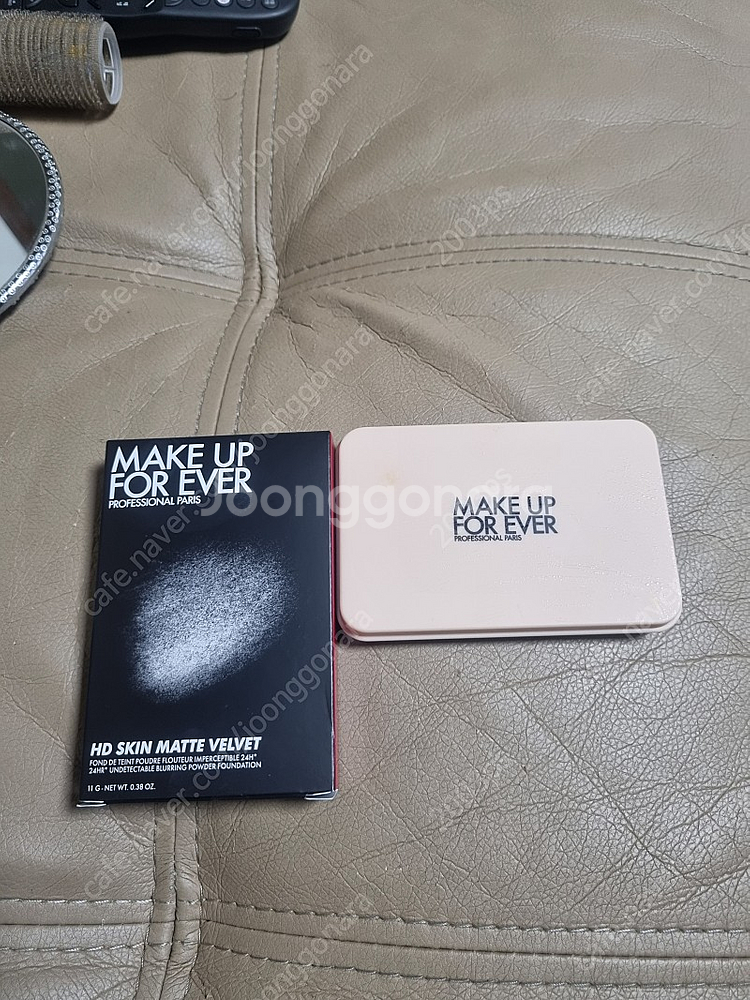 MAKE UP
FOR EVER
PROFESSIONAL PARIS
HD SKIN MATTE VELVET
FOND DE TEINT POUDRE FLOUTEUR IMPERCEPTIBLE 24H*
24HR* UNDETECTABLE BLURRING POWDER FOUNDATION
11 G - NET WT. 0.38 OZ.
MAKE UP
FOR EVER
PROFESSIONAL PARIS
Joonggonara
cafe.naver.com/joonggonara
200aps